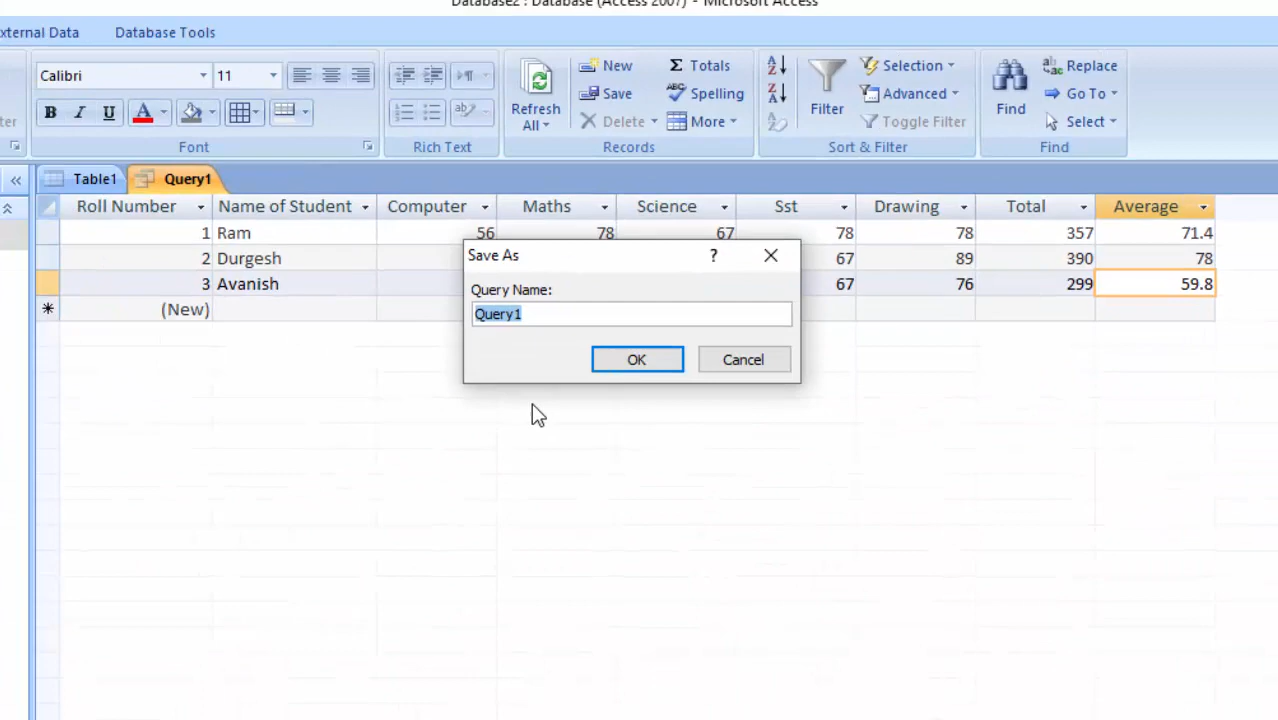 Database2 : Database (Access 2007) - Microsoft Access
xternal Data Database Tools
Calibri 11 New Totals Selection Replace
Save Spelling Advanced Go To
Refresh All Filter Find
ter B I U A ab Delete More Toggle Filter Select
Font Rich Text Records Sort & Filter Find
Table1 Query1
Roll Number Name of Student Computer Maths Science Sst Drawing Total Average
1 Ram 56 78 67 78 78 357 71.4
2 Durgesh 67 89 390 78
3 Avanish 67 76 299 59.8
(New)
Save As ?
Query Name:
Query1
OK Cancel